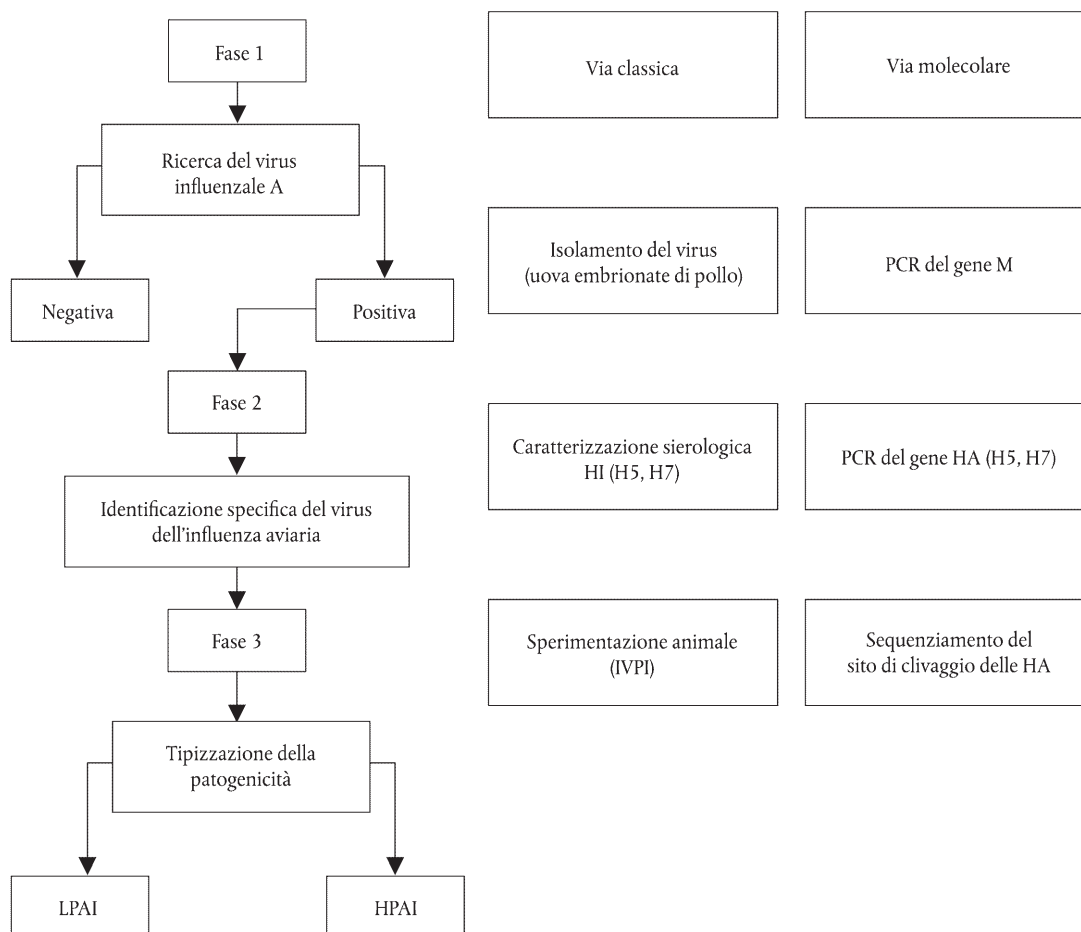 Fase 1
Ricerca del virus
influenzale A
Negativa
Positiva
Fase 2
Identificazione specifica del virus
dell'influenza aviaria
Fase 3
Tipizzazione della
patogenicità
LPAI
HPAI
Via classica
Via molecolare
Isolamento del virus
(uova embrionate di pollo)
PCR del gene M
Caratterizzazione sierologica
HI (H5, H7)
PCR del gene HA (H5, H7)
Sperimentazione animale
(IVPI)
Sequenziamento del
sito di clivaggio delle HA